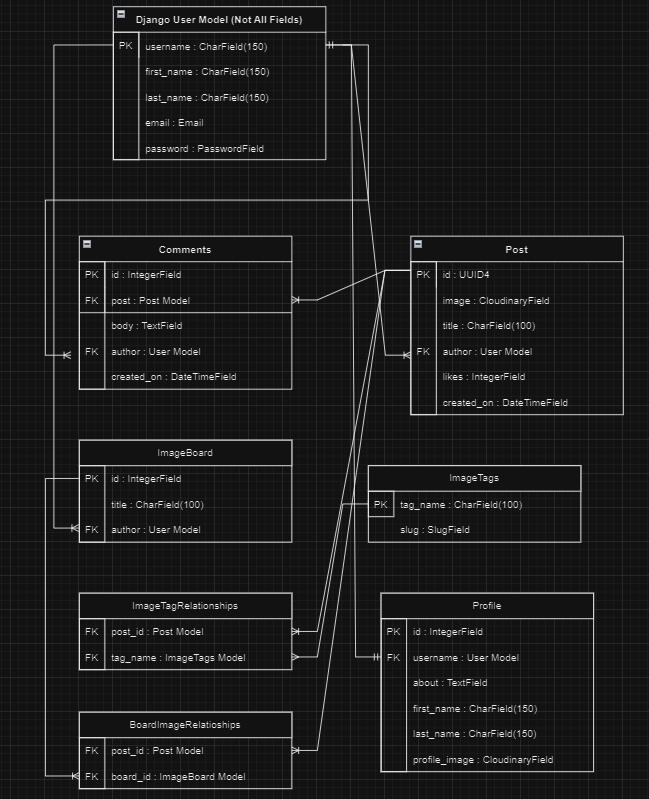 Django User Model (Not All Fields)
PK username : CharField(150)
first_name : CharField(150)
last_name : CharField(150)
email : Email
password : PasswordField
Comments
PK id : IntegerField
FK post : Post Model
body : TextField
FK author : User Model
created_on : DateTimeField
Post
PK id : UUID4
image : CloudinaryField
title : CharField(100)
FK author : User Model
likes : IntegerField
created_on : DateTimeField
ImageBoard
PK id : IntegerField
title : CharField(100)
FK author : User Model
ImageTags
PK tag_name : CharField(100)
slug : SlugField
ImageTagRelationships
FK post_id : Post Model
FK tag_name : ImageTags Model
Profile
PK id : IntegerField
FK username : User Model
about : TextField
first_name : CharField(150)
last_name : CharField(150)
profile_image : CloudinaryField
BoardImageRelatioships
FK post_id : Post Model
FK board_id : ImageBoard Model